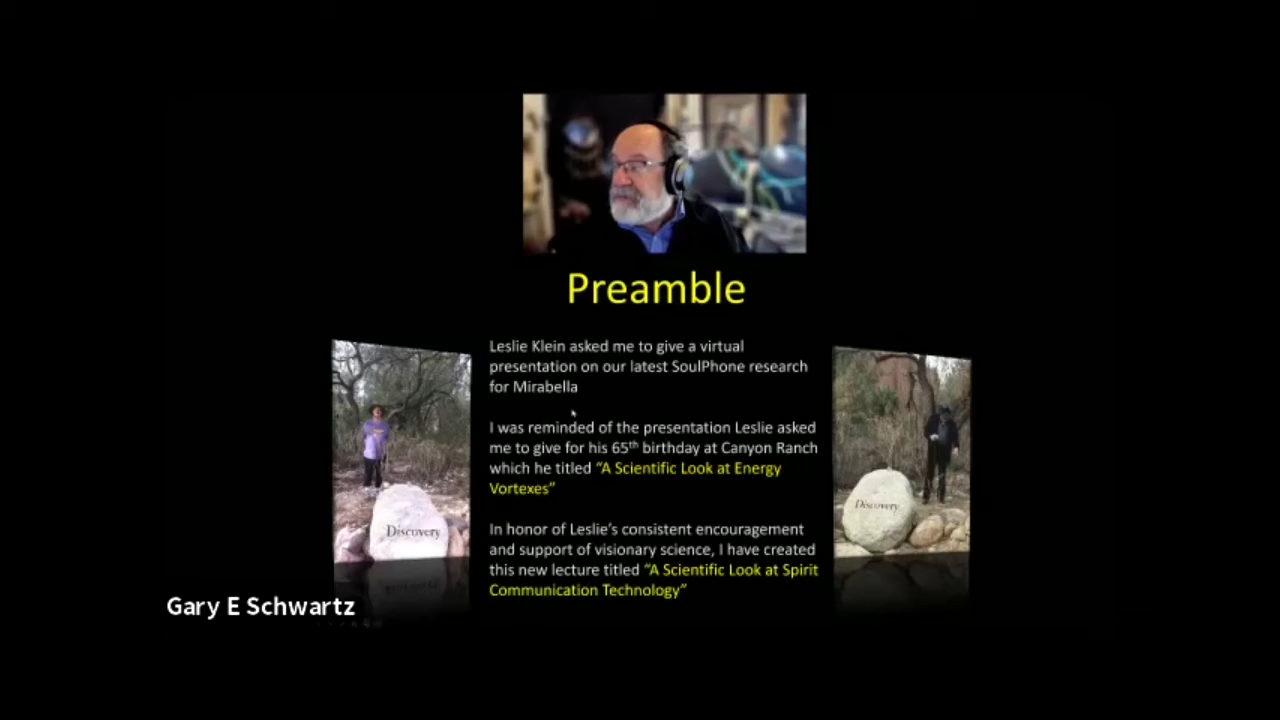 Preamble
Leslie Klein asked me to give a virtual
presentation on our latest SoulPhone research
for Mirabella
I was reminded of the presentation Leslie asked
me to give for his 65th birthday at Canyon Ranch
which he titled “A Scientific Look at Energy
Vortexes”
In honor of Leslie’s consistent encouragement
and support of visionary science, I have created
this new lecture titled “A Scientific Look at Spirit
Communication Technology”
Discovery
Discovery
Gary E Schwartz